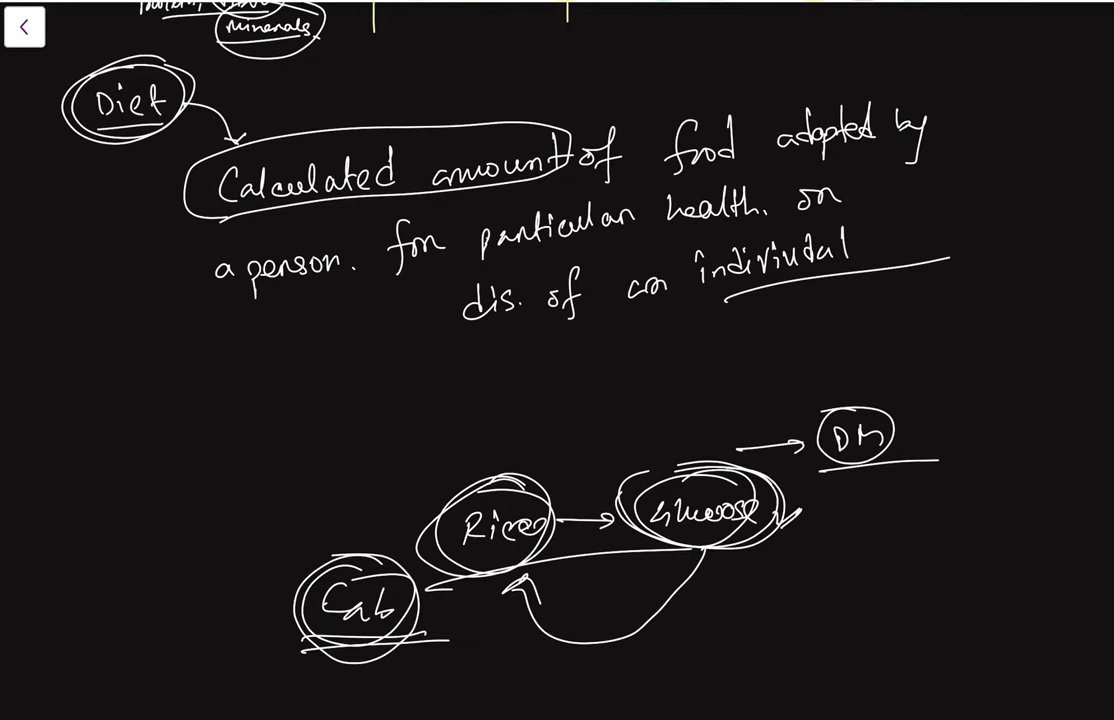 Minerals
Diet
Calculated amount of food adopted by
a person. for particular health. or
dis. of an indiviudal
DM
Rice Glucose
Cab